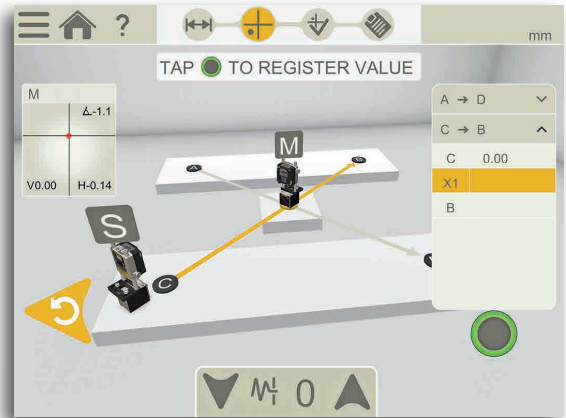 ?
mm
TAP TO REGISTER VALUE
M
∡-1.1
V0.00 H-0.14
A → D
C → B
C 0.00
X1
B
M
S
A
B
C
0